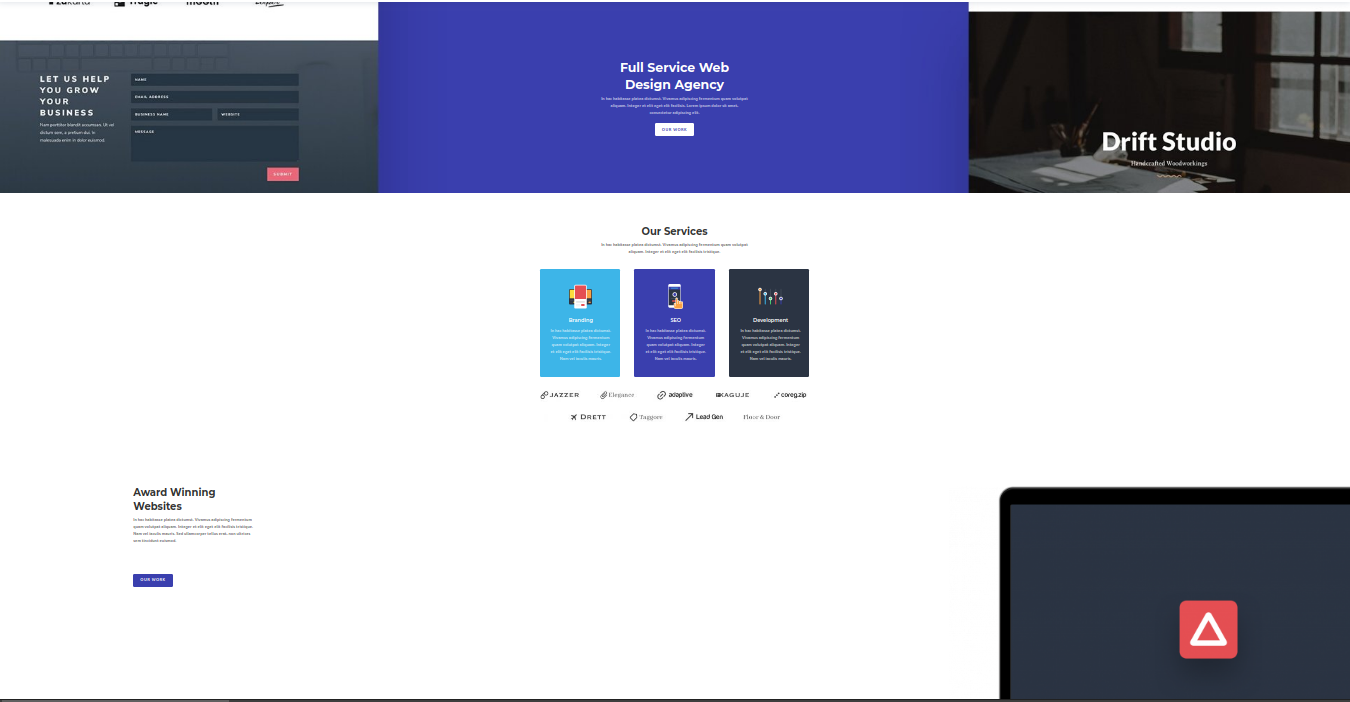 zakaria
fragle
LET US HELP
YOU GROW
YOUR
BUSINESS
Nam porttitor blandit accumsan. Ut vel
dictum sem, a pretium dui. In
malesuada enim in dolor euismod.
NAME
EMAIL ADDRESS
BUSINESS NAME
WEBSITE
MESSAGE
SUBMIT
Full Service Web
Design Agency
In hac habitasse platea dictumst. Vivamus adipiscing fermentum quam volutpat
aliquam. Integer et elit eget elit facilisis tristique. Lorem ipsum dolor sit amet,
consectetur adipiscing elit.
OUR WORK
Drift Studio
Handcrafted Woodworkings
Our Services
In hac habitasse platea dictumst. Vivamus adipiscing fermentum quam volutpat
aliquam. Integer et elit eget elit facilisis tristique.
Branding
In hac habitasse platea dictumst.
Vivamus adipiscing fermentum
quam volutpat aliquam. Integer
et elit eget elit facilisis tristique.
Nam vel iaculis mauris.
SEO
In hac habitasse platea dictumst.
Vivamus adipiscing fermentum
quam volutpat aliquam. Integer
et elit eget elit facilisis tristique.
Nam vel iaculis mauris.
Development
In hac habitasse platea dictumst.
Vivamus adipiscing fermentum
quam volutpat aliquam. Integer
et elit eget elit facilisis tristique.
Nam vel iaculis mauris.
JAZZER
Elegance
adaptive
KAGUJE
coreg.zip
DRETT
Taggore
Lead Gen
Floor & Door
Award Winning
Websites
In hac habitasse platea dictumst. Vivamus adipiscing fermentum
quam volutpat aliquam. Integer et elit eget elit facilisis tristique.
Nam vel iaculis mauris. Sed ullamcorper tellus erat, non ultrices
sem tincidunt euismod.
OUR WORK